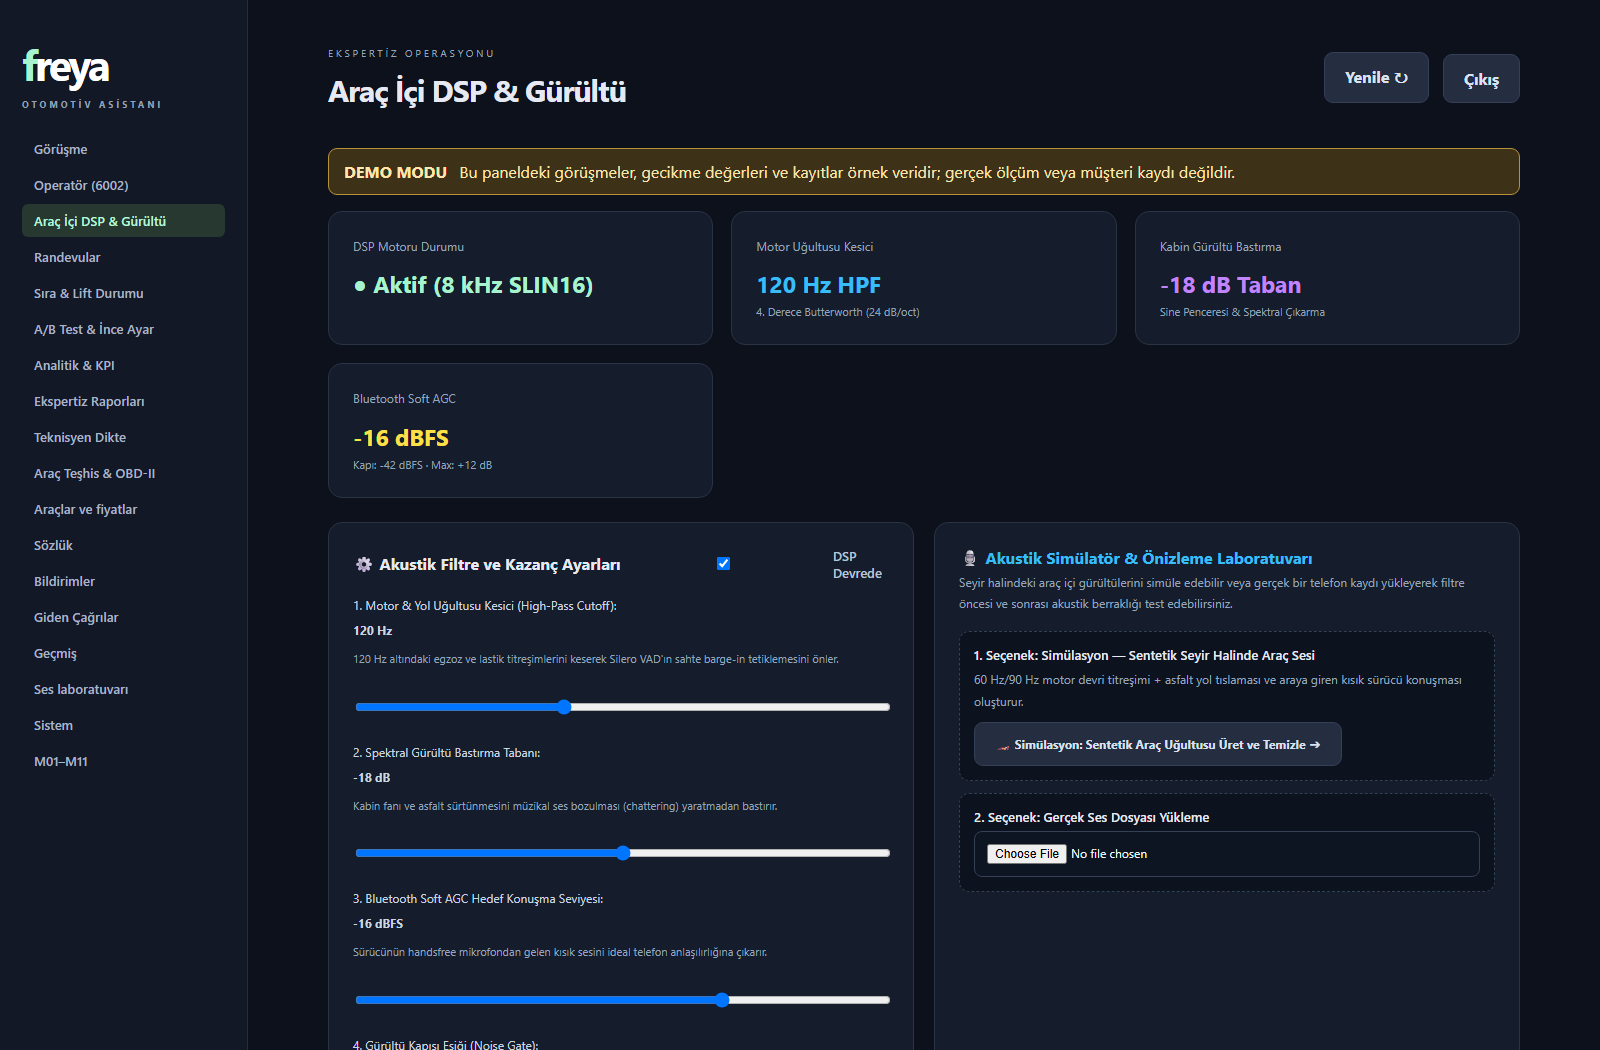 freya
OTOMOTİV ASİSTANI
Görüşme
Operatör (6002)
Araç İçi DSP & Gürültü
Randevular
Sıra & Lift Durumu
A/B Test & İnce Ayar
Analitik & KPI
Ekspertiz Raporları
Teknisyen Dikte
Araç Teşhis & OBD-II
Araçlar ve fiyatlar
Sözlük
Bildirimler
Giden Çağrılar
Geçmiş
Ses laboratuvarı
Sistem
M01–M11
EKSPERTİZ OPERASYONU
Araç İçi DSP & Gürültü
Yenile ↻
Çıkış
DEMO MODU Bu paneldeki görüşmeler, gecikme değerleri ve kayıtlar örnek veridir; gerçek ölçüm veya müşteri kaydı değildir.
DSP Motoru Durumu
● Aktif (8 kHz SLIN16)
Motor Uğultusu Kesici
120 Hz HPF
4. Derece Butterworth (24 dB/oct)
Kabin Gürültü Bastırma
-18 dB Taban
Sine Penceresi & Spektral Çıkarma
Bluetooth Soft AGC
-16 dBFS
Kapı: -42 dBFS · Max: +12 dB
Akustik Filtre ve Kazanç Ayarları
DSP
Devrede
1. Motor & Yol Uğultusu Kesici (High-Pass Cutoff):
120 Hz
120 Hz altındaki egzoz ve lastik titreşimlerini keserek Silero VAD'ın sahte barge-in tetiklemesini önler.
2. Spektral Gürültü Bastırma Tabanı:
-18 dB
Kabin fanı ve asfalt sürtünmesini müzikal ses bozulması (chattering) yaratmadan bastırır.
3. Bluetooth Soft AGC Hedef Konuşma Seviyesi:
-16 dBFS
Sürücünün handsfree mikrofondan gelen kısık sesini ideal telefon anlaşılırlığına çıkarır.
4. Gürültü Kapısı Eşiği (Noise Gate):
Akustik Simülatör & Önizleme Laboratuvarı
Seyir halindeki araç içi gürültülerini simüle edebilir veya gerçek bir telefon kaydı yükleyerek filtre
öncesi ve sonrası akustik berraklığı test edebilirsiniz.
1. Seçenek: Simülasyon — Sentetik Seyir Halinde Araç Sesi
60 Hz/90 Hz motor devri titreşimi + asfalt yol tıslaması ve araya giren kısık sürücü konuşması
oluşturur.
Simülasyon: Sentetik Araç Uğultusu Üret ve Temizle ➔
2. Seçenek: Gerçek Ses Dosyası Yükleme
Choose File No file chosen